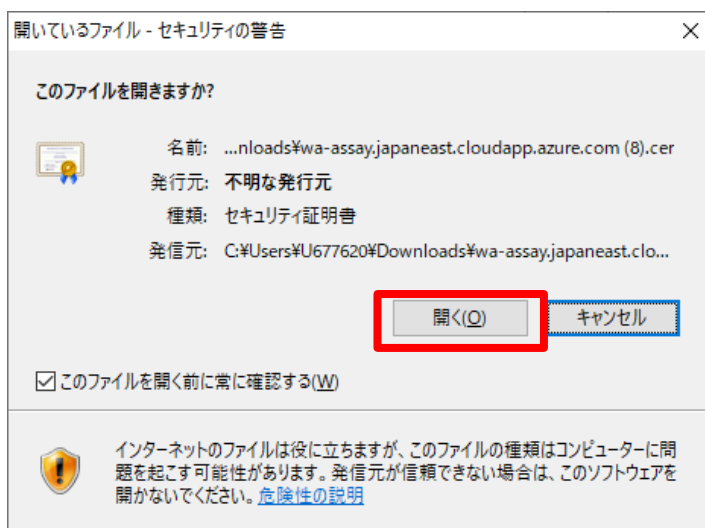 開いているファイル - セキュリティの警告
このファイルを開きますか?
名前: ...nloads¥wa-assay.japaneast.cloudapp.azure.com (8).cer
発行元: 不明な発行元
種類: セキュリティ証明書
発信元: C:¥Users¥U677620¥Downloads¥wa-assay.japaneast.clo...
開く(O) キャンセル
このファイルを開く前に常に確認する(W)
インターネットのファイルは役に立ちますが、このファイルの種類はコンピューターに問
題を起こす可能性があります。発信元が信頼できない場合は、このソフトウェアを
開かないでください。危険性の説明